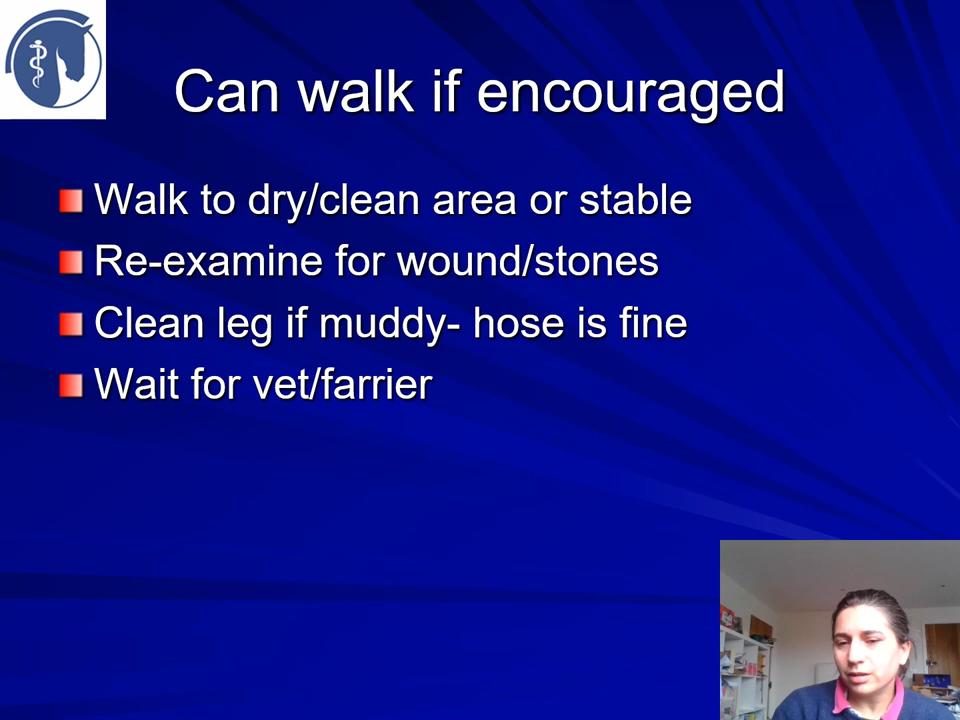 Can walk if encouraged
Walk to dry/clean area or stable
Re-examine for wound/stones
Clean leg if muddy- hose is fine
Wait for vet/farrier